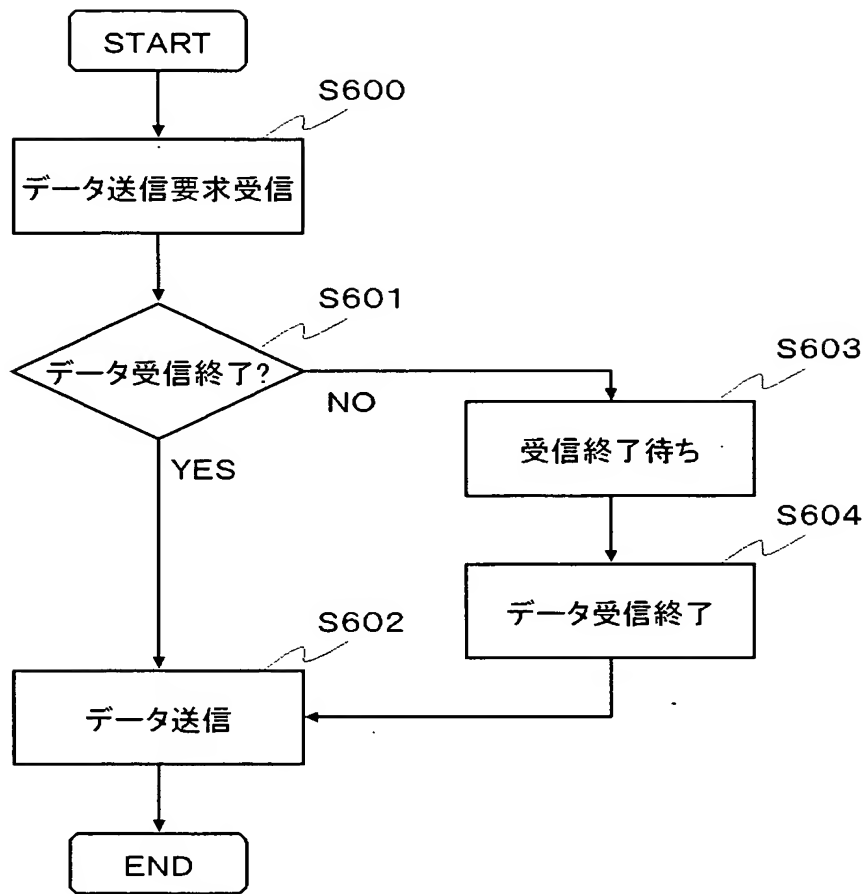 START
S600
データ送信要求受信
S601
データ受信終了?
NO
YES
S603
受信終了待ち
S604
データ受信終了
S602
データ送信
END